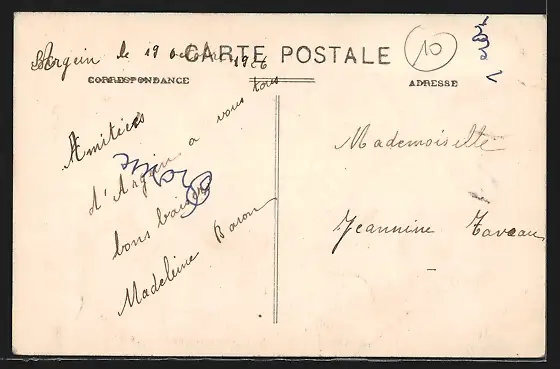 Argein le 19 octobre 1926
CARTE POSTALE
10
CORRESPONDANCE
ADRESSE
Amitiés
d'Argein a vous tous
bons baisers
Madeleine Baron
Mademoiselle
Jeannine Taveau